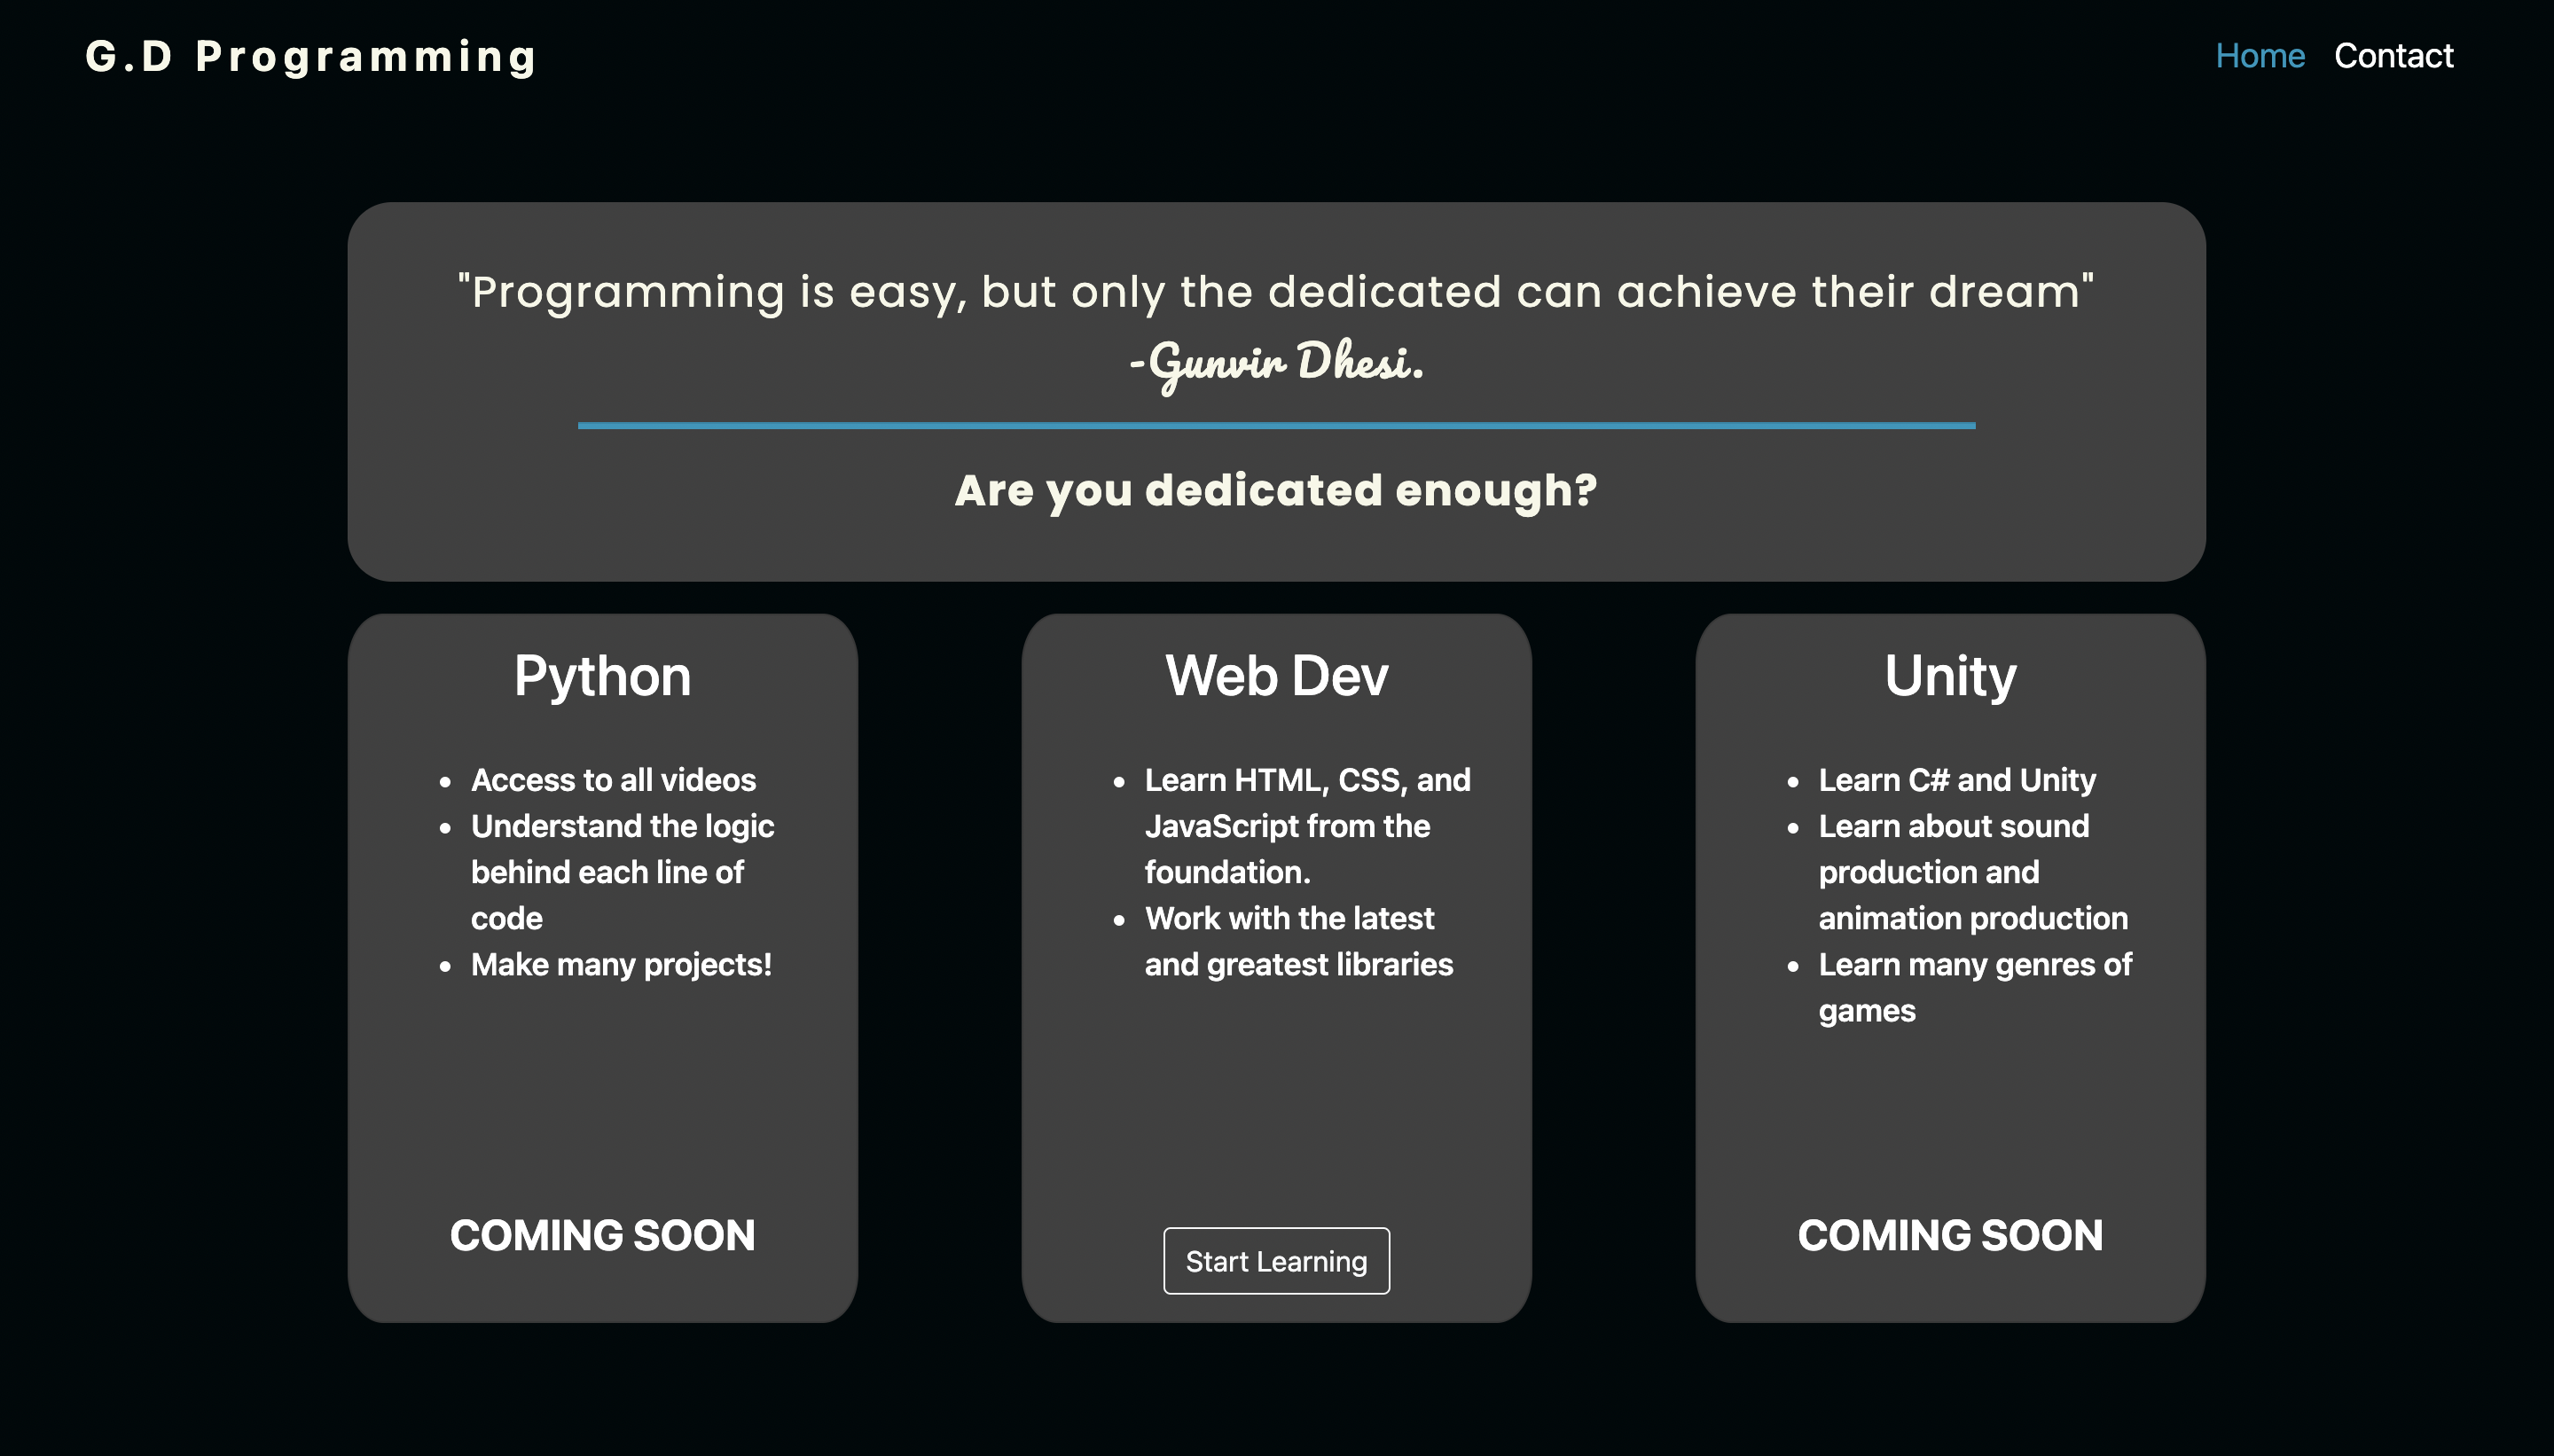 G.D Programming
Home Contact
"Programming is easy, but only the dedicated can achieve their dream"
-Gunvir Dhesi.
Are you dedicated enough?
Python
Access to all videos
Understand the logic
behind each line of
code
Make many projects!
COMING SOON
Web Dev
Learn HTML, CSS, and
JavaScript from the
foundation.
Work with the latest
and greatest libraries
Start Learning
Unity
Learn C# and Unity
Learn about sound
production and
animation production
Learn many genres of
games
COMING SOON